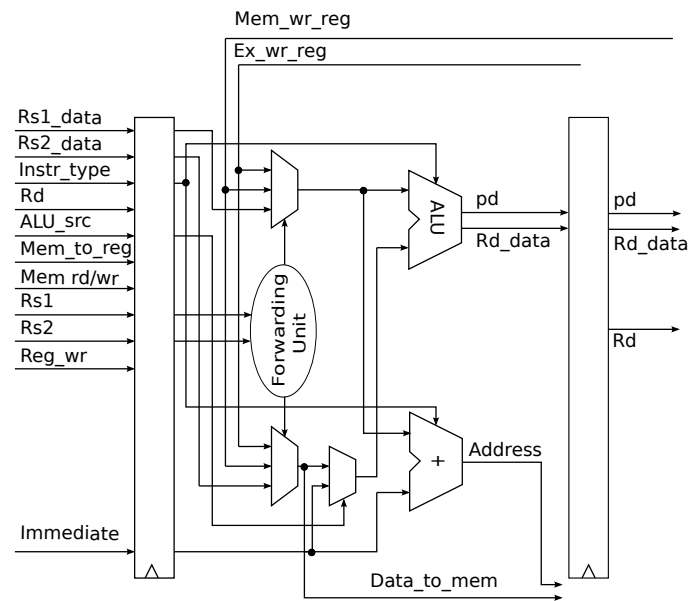 Mem_wr_reg
Ex_wr_reg
Rs1_data
Rs2_data
Instr_type
Rd
ALU_src
Mem_to_reg
Mem rd/wr
Rs1
Rs2
Reg_wr
Immediate
Forwarding
Unit
ALU
pd
Rd_data
pd
Rd_data
Rd
+
Address
Data_to_mem